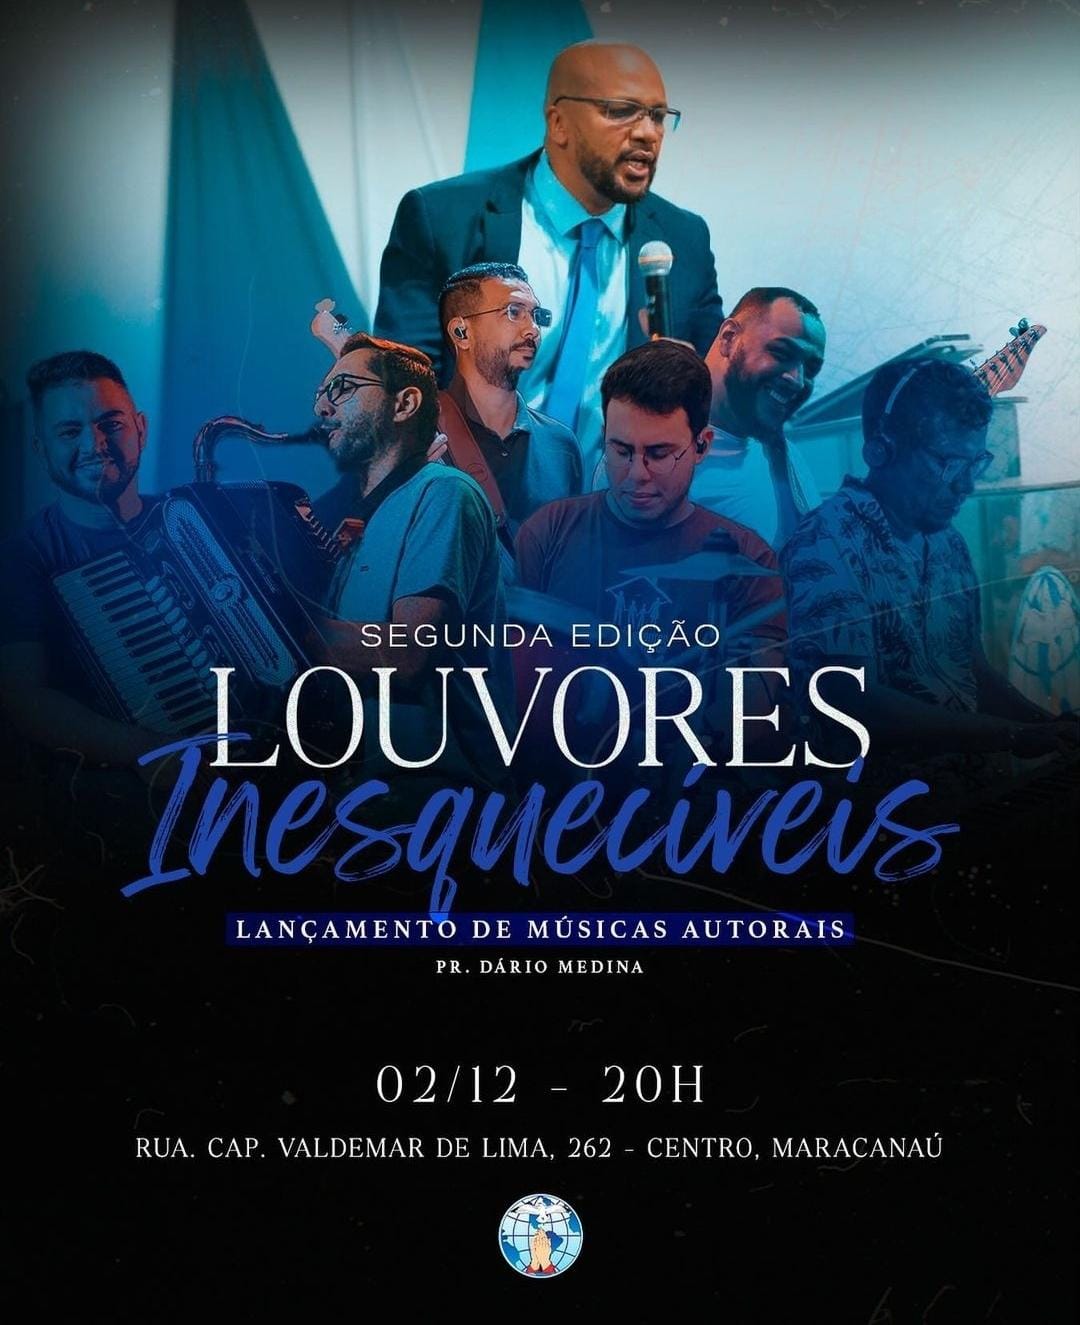 SEGUNDA EDIÇÃO
LOUVORES
Inesquecíveis
LANÇAMENTO DE MÚSICAS AUTORAIS
PR. DÁRIO MEDINA
02/12 - 20H
RUA. CAP. VALDEMAR DE LIMA, 262 - CENTRO, MARACANAÚ